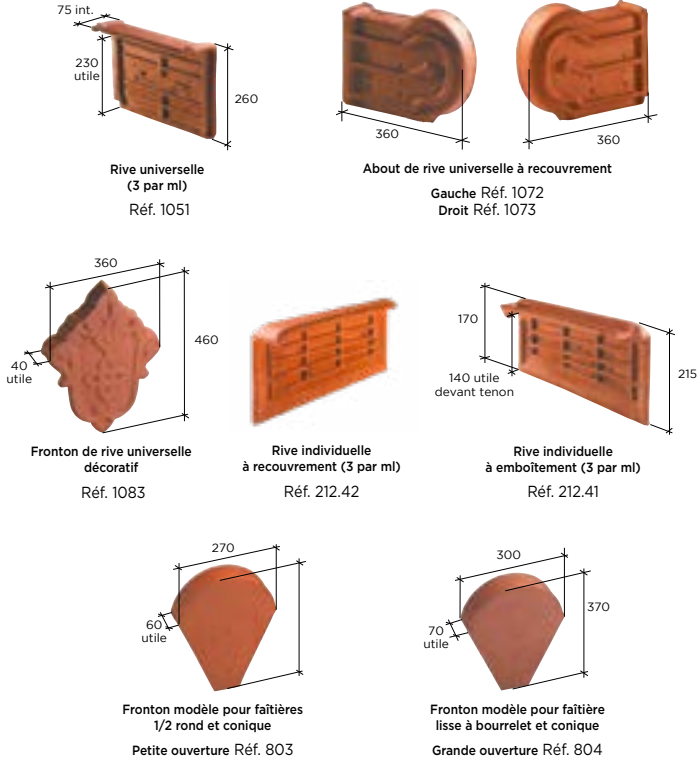 75 int.
230
utile
260
Rive universelle
(3 par ml)
Réf. 1051
360
360
About de rive universelle à recouvrement
Gauche Réf. 1072
Droit Réf. 1073
360
460
40
utile
Fronton de rive universelle
décoratif
Réf. 1083
Rive individuelle
à recouvrement (3 par ml)
Réf. 212.42
170
140 utile
devant tenon
215
Rive individuelle
à emboîtement (3 par ml)
Réf. 212.41
270
60
utile
Fronton modèle pour faîtières
1/2 rond et conique
Petite ouverture Réf. 803
300
370
70
utile
Fronton modèle pour faîtière
lisse à bourrelet et conique
Grande ouverture Réf. 804